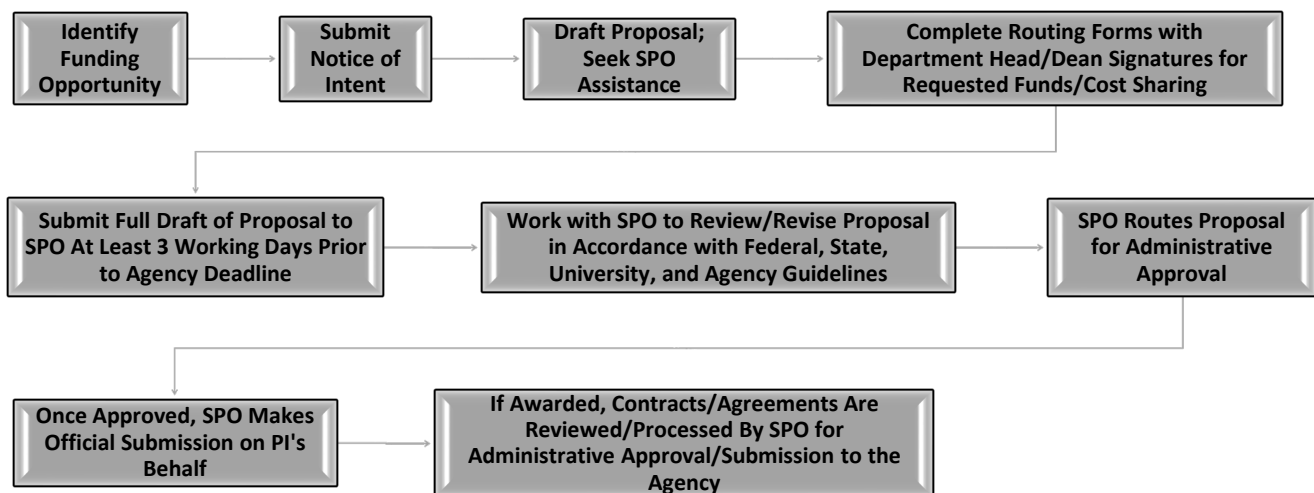 Identify
Funding
Opportunity
Submit
Notice of
Intent
Draft Proposal;
Seek SPO
Assistance
Complete Routing Forms with
Department Head/Dean Signatures for
Requested Funds/Cost Sharing
Submit Full Draft of Proposal to
SPO At Least 3 Working Days Prior
to Agency Deadline
Work with SPO to Review/Revise Proposal
in Accordance with Federal, State,
University, and Agency Guidelines
SPO Routes Proposal
for Administrative
Approval
Once Approved, SPO Makes
Official Submission on PI's
Behalf
If Awarded, Contracts/Agreements Are
Reviewed/Processed By SPO for
Administrative Approval/Submission to the
Agency